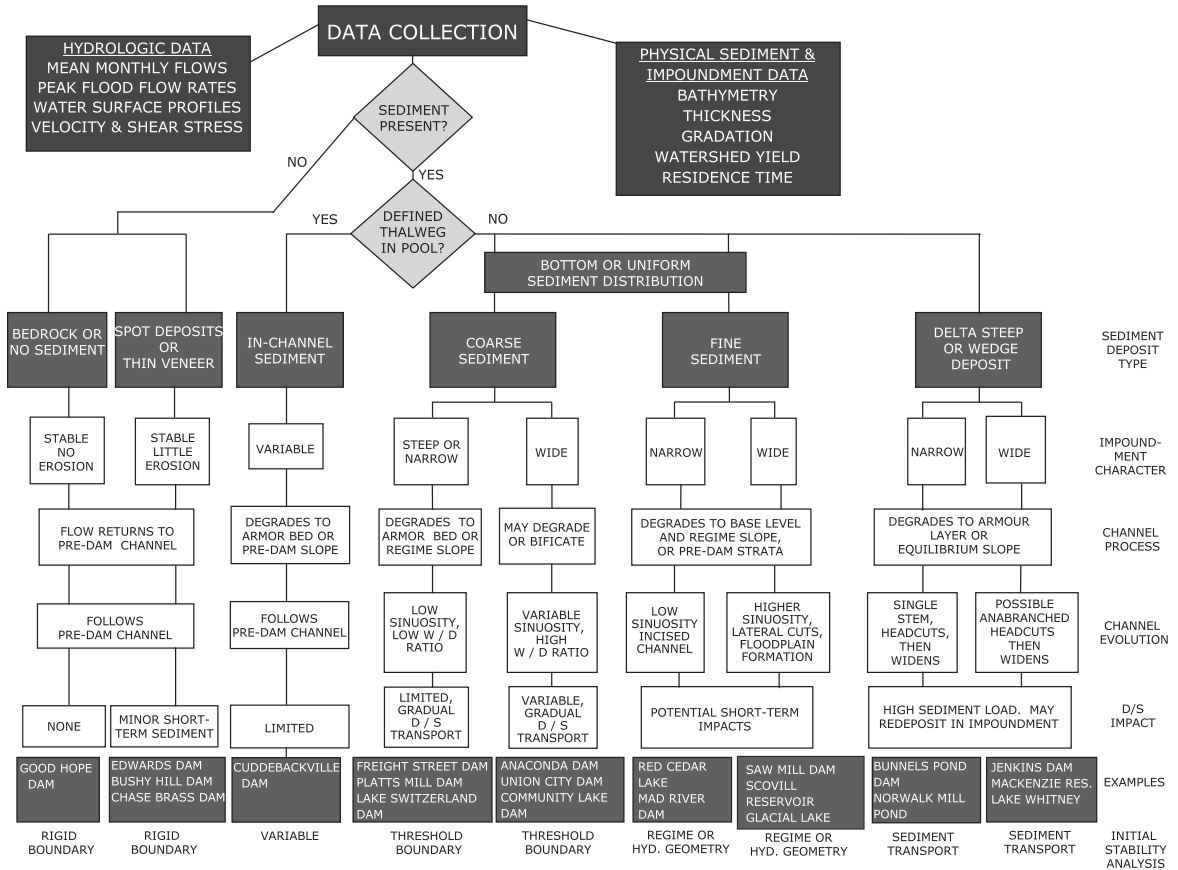 DATA COLLECTION
HYDROLOGIC DATA
MEAN MONTHLY FLOWS
PEAK FLOOD FLOW RATES
WATER SURFACE PROFILES
VELOCITY & SHEAR STRESS
PHYSICAL SEDIMENT &
IMPOUNDMENT DATA
BATHYMETRY
THICKNESS
GRADATION
WATERSHED YIELD
RESIDENCE TIME
SEDIMENT
PRESENT?
NO
YES
DEFINED
THALWEG
IN POOL?
YES
NO
BOTTOM OR UNIFORM
SEDIMENT DISTRIBUTION
BEDROCK OR
NO SEDIMENT
SPOT DEPOSITS
OR
THIN VENEER
IN-CHANNEL
SEDIMENT
COARSE
SEDIMENT
FINE
SEDIMENT
DELTA STEEP
OR WEDGE
DEPOSIT
SEDIMENT
DEPOSIT
TYPE
STABLE
NO
EROSION
STABLE
LITTLE
EROSION
VARIABLE
STEEP OR
NARROW
WIDE
NARROW
WIDE
NARROW
WIDE
IMPOUND-
MENT
CHARACTER
FLOW RETURNS TO
PRE-DAM CHANNEL
DEGRADES TO
ARMOR BED OR
PRE-DAM SLOPE
DEGRADES TO
ARMOR BED OR
REGIME SLOPE
MAY DEGRADE
OR BIFICATE
DEGRADES TO BASE LEVEL
AND REGIME SLOPE,
OR PRE-DAM STRATA
DEGRADES TO ARMOUR
LAYER OR
EQUILIBRIUM SLOPE
CHANNEL
PROCESS
FOLLOWS
PRE-DAM CHANNEL
FOLLOWS
PRE-DAM CHANNEL
LOW
SINUOSITY,
LOW W / D
RATIO
VARIABLE
SINUOSITY,
HIGH
W / D RATIO
LOW
SINUOSITY
INCISED
CHANNEL
HIGHER
SINUOSITY,
LATERAL CUTS,
FLOODPLAIN
FORMATION
SINGLE
STEM,
HEADCUTS,
THEN
WIDENS
POSSIBLE
ANABRANCHED
HEADCUTS
THEN
WIDENS
CHANNEL
EVOLUTION
NONE
MINOR SHORT-
TERM SEDIMENT
LIMITED
LIMITED,
GRADUAL
D / S
TRANSPORT
VARIABLE,
GRADUAL
D / S
TRANSPORT
POTENTIAL SHORT-TERM
IMPACTS
HIGH SEDIMENT LOAD. MAY
REDEPOSIT IN IMPOUNDMENT
D/S
IMPACT
GOOD HOPE
DAM
EDWARDS DAM
BUSHY HILL DAM
CHASE BRASS DAM
CUDDEBACKVILLE
DAM
FREIGHT STREET DAM
PLATTS MILL DAM
LAKE SWITZERLAND
DAM
ANACONDA DAM
UNION CITY DAM
COMMUNITY LAKE
DAM
RED CEDAR
LAKE
MAD RIVER
DAM
SAW MILL DAM
SCOVILL
RESERVOIR
GLACIAL LAKE
BUNNELS POND
DAM
NORWALK MILL
POND
JENKINS DAM
MACKENZIE RES.
LAKE WHITNEY
EXAMPLES
RIGID
BOUNDARY
RIGID
BOUNDARY
VARIABLE
THRESHOLD
BOUNDARY
THRESHOLD
BOUNDARY
REGIME OR
HYD. GEOMETRY
REGIME OR
HYD. GEOMETRY
SEDIMENT
TRANSPORT
SEDIMENT
TRANSPORT
INITIAL
STABILITY
ANALYSIS